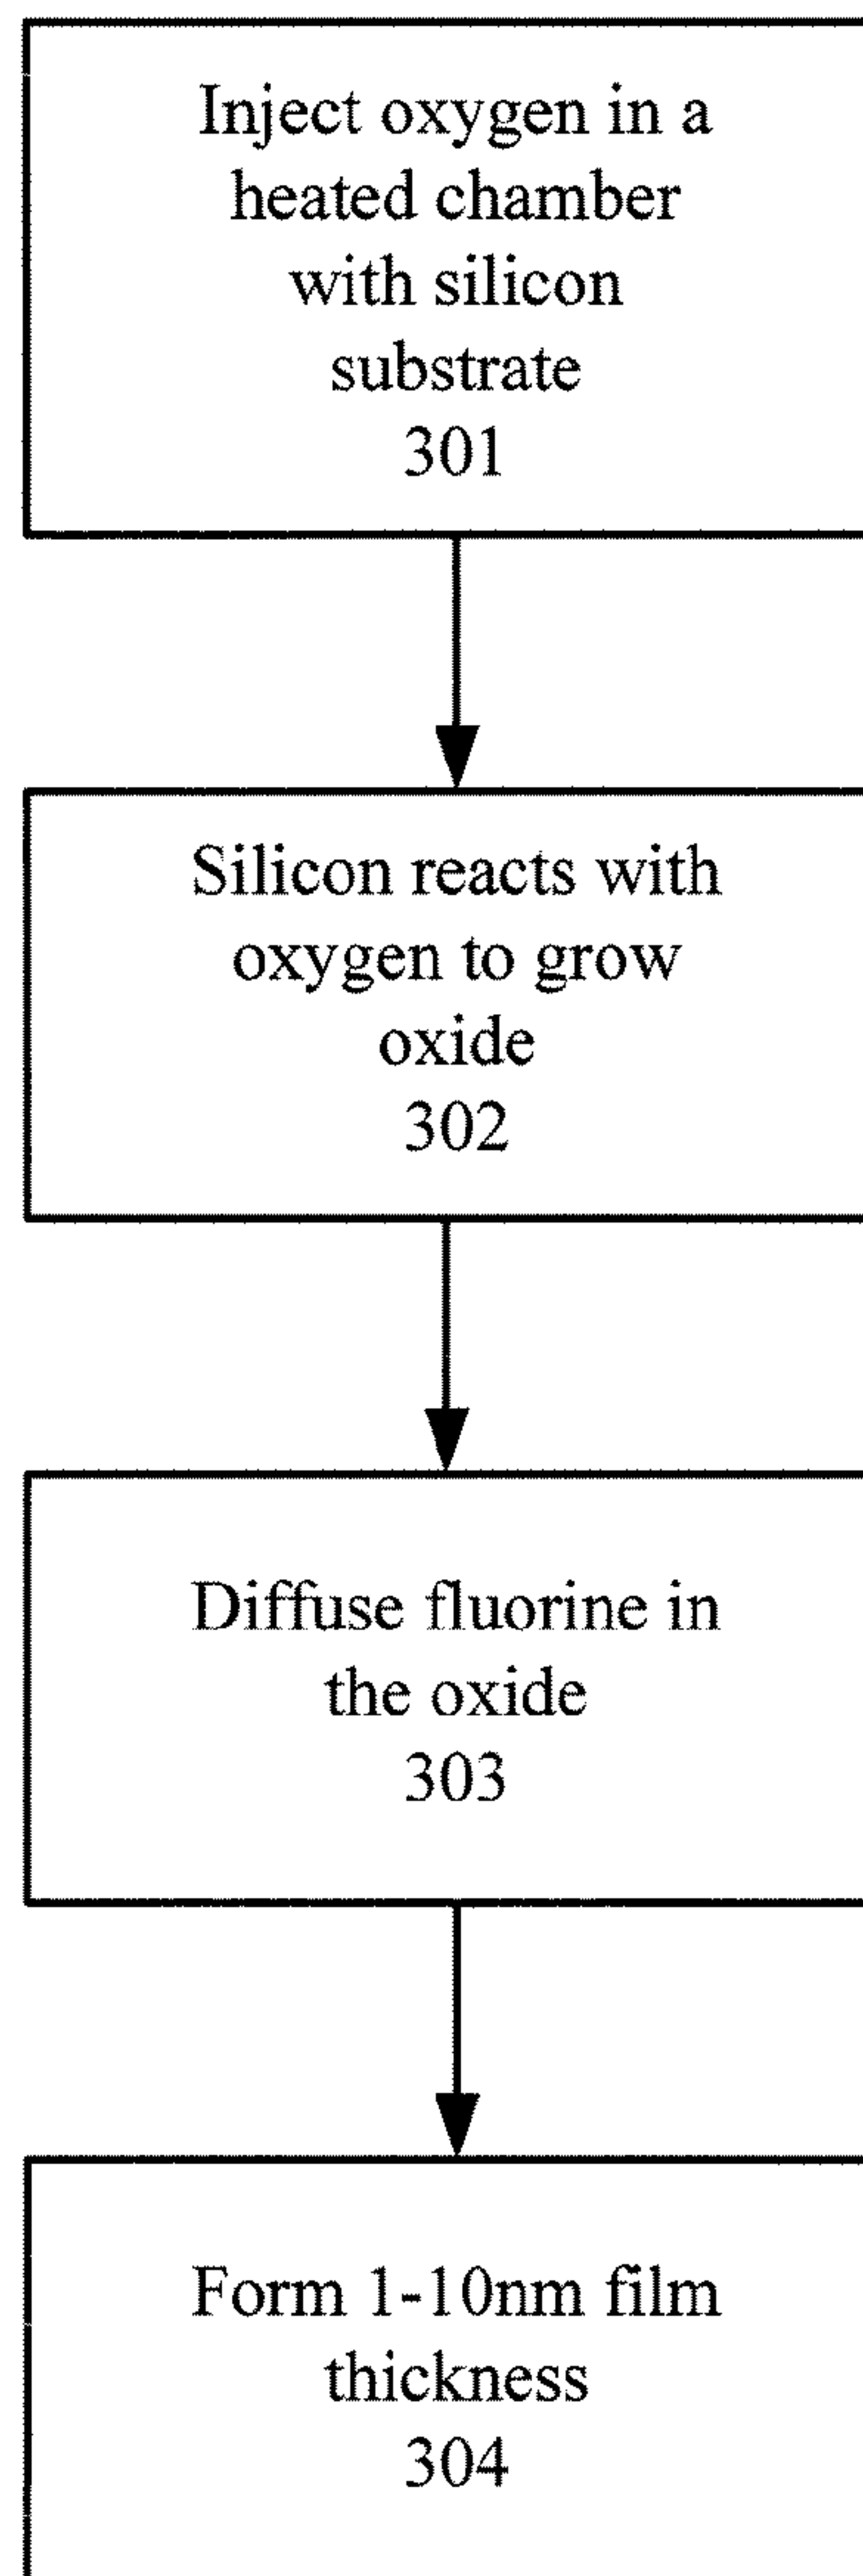 Inject oxygen in a
heated chamber
with silicon
substrate
301
Silicon reacts with
oxygen to grow
oxide
302
Diffuse fluorine in
the oxide
303
Form 1-10nm film
thickness
304